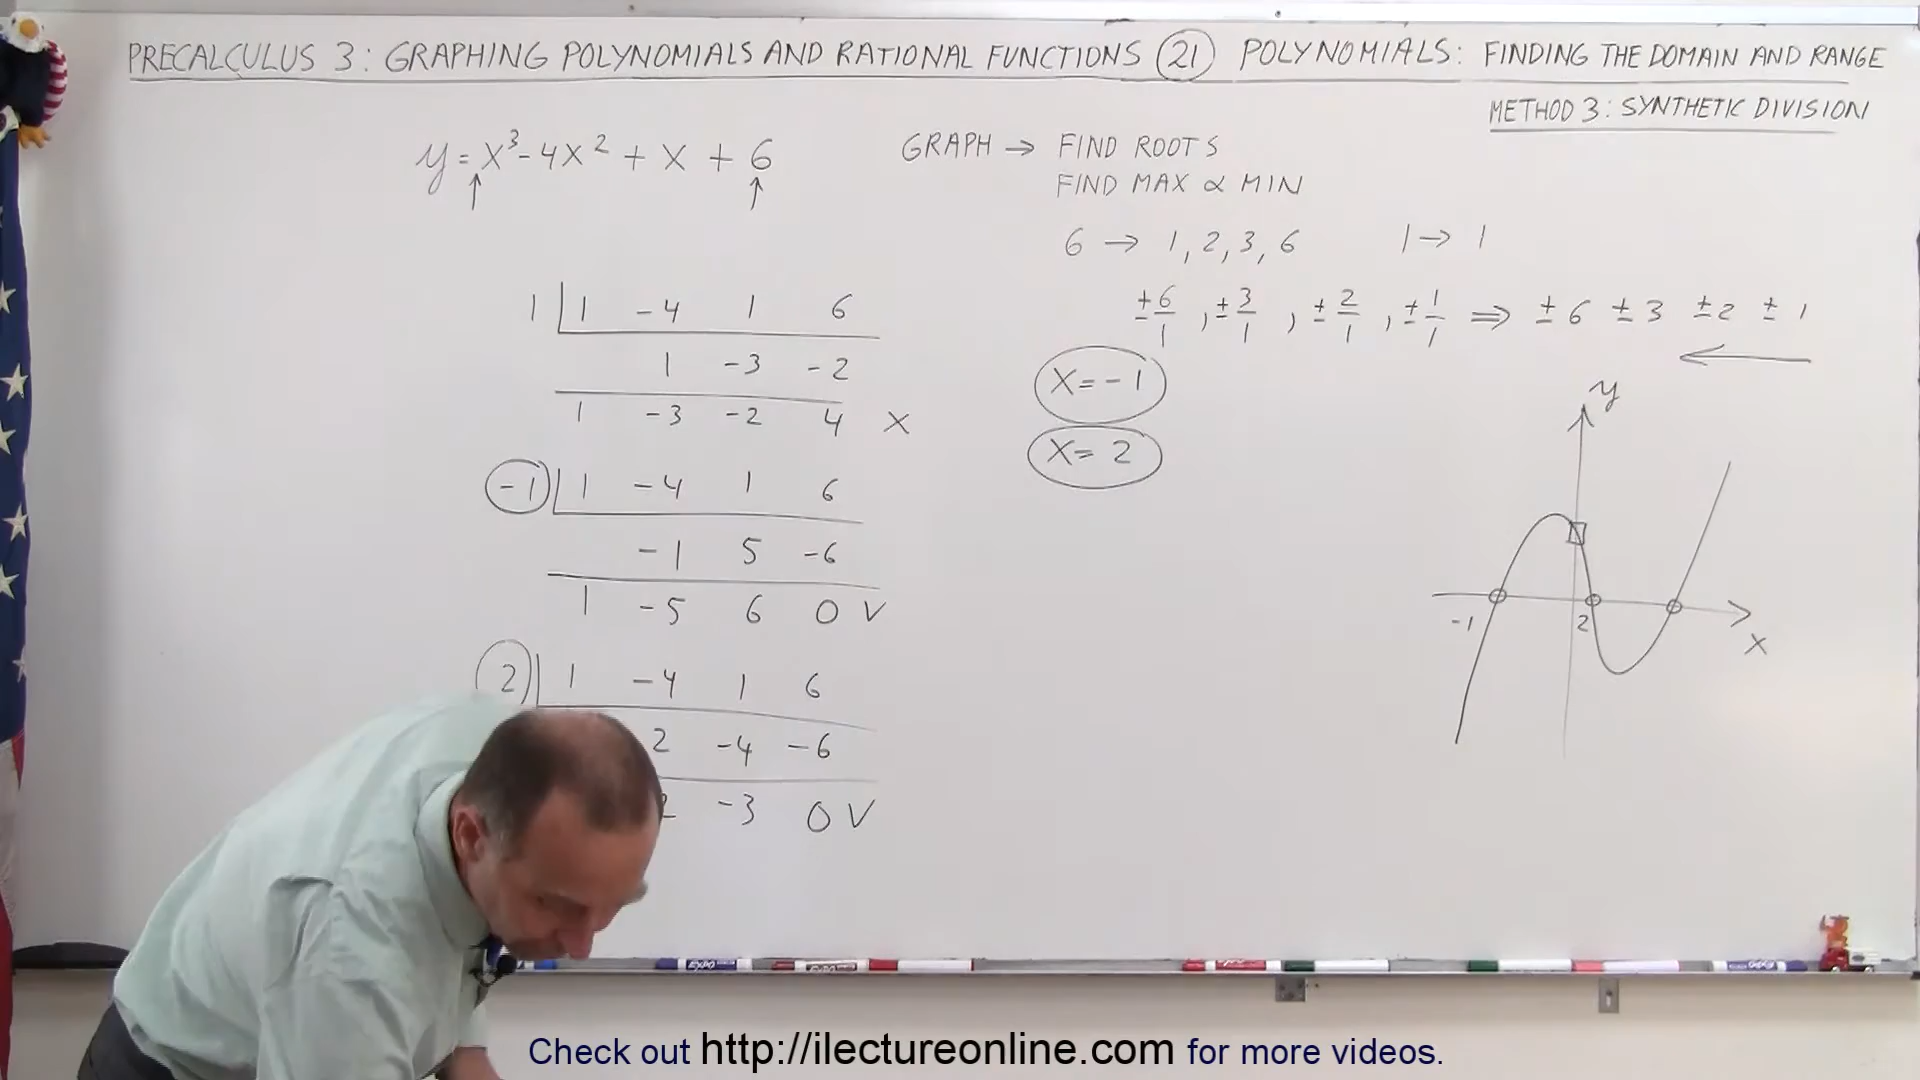 PRECALCULUS 3: GRAPHING POLYNOMIALS AND RATIONAL FUNCTIONS (21) POLYNOMIALS: FINDING THE DOMAIN AND RANGE
METHOD 3: SYNTHETIC DIVISION
y = x³ - 4x² + x + 6
GRAPH → FIND ROOTS
FIND MAX & MIN
6 → 1, 2, 3, 6 1 → 1
±6/1, ±3/1, ±2/1, ±1/1 ⇒ ±6 ±3 ±2 ±1
1 | 1 -4 1 6
1 -3 -2
1 -3 -2 4 X
-1 | 1 -4 1 6
-1 5 -6
1 -5 6 0 V
2 | 1 -4 1 6
2 -4 -6
-3 0 V
X = -1
X = 2
y
-1 2
X
Check out http://ilectureonline.com for more videos.